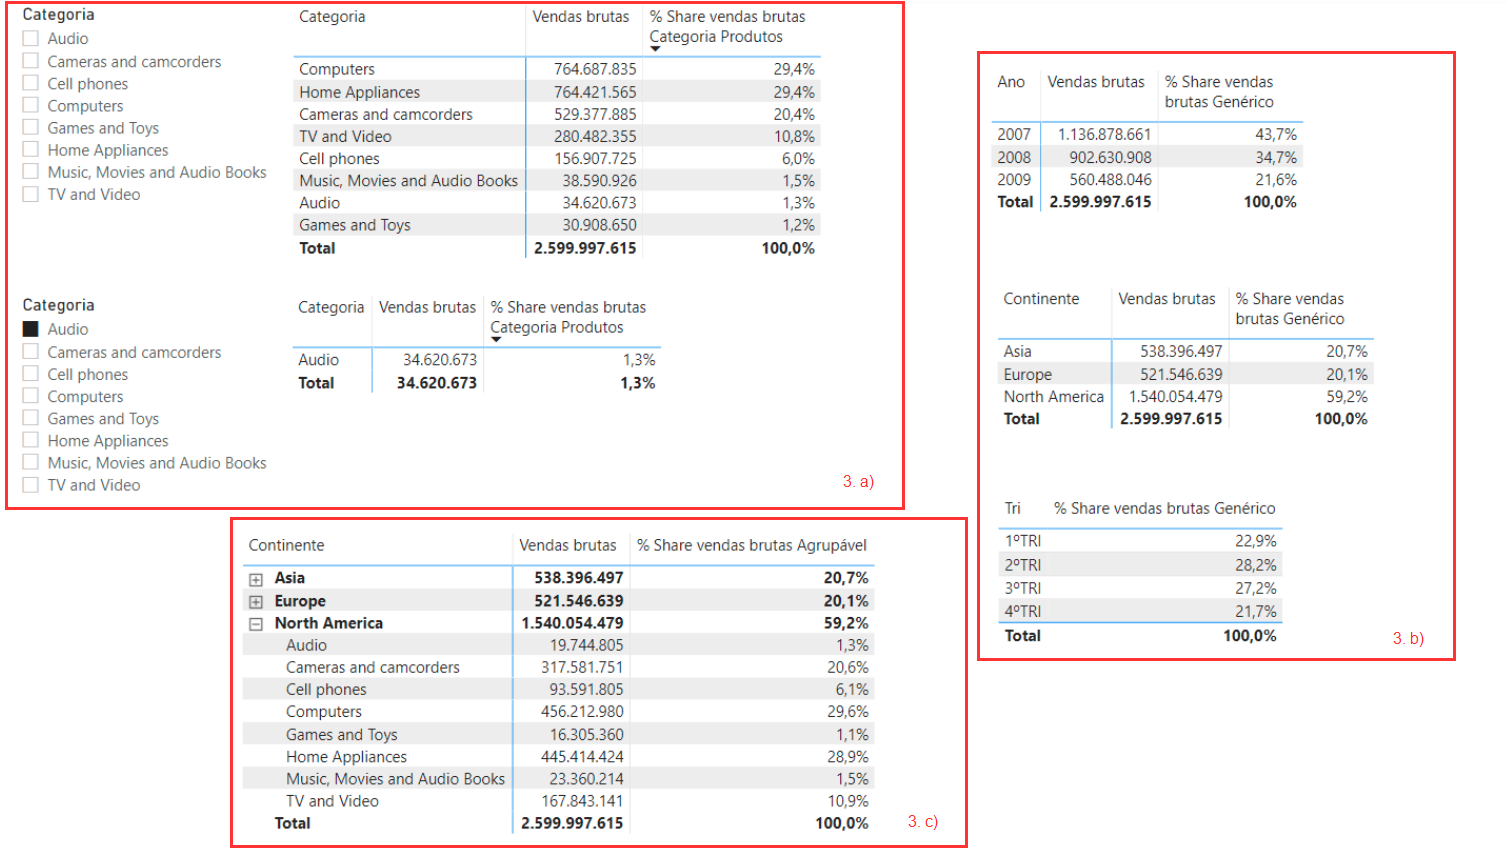 Categoria
Audio
Cameras and camcorders
Cell phones
Computers
Games and Toys
Home Appliances
Music, Movies and Audio Books
TV and Video
Categoria Vendas brutas % Share vendas brutas
Categoria Produtos
Computers 764.687.835 29,4%
Home Appliances 764.421.565 29,4%
Cameras and camcorders 529.377.885 20,4%
TV and Video 280.482.355 10,8%
Cell phones 156.907.725 6,0%
Music, Movies and Audio Books 38.590.926 1,5%
Audio 34.620.673 1,3%
Games and Toys 30.908.650 1,2%
Total 2.599.997.615 100,0%
Categoria
Audio
Cameras and camcorders
Cell phones
Computers
Games and Toys
Home Appliances
Music, Movies and Audio Books
TV and Video
Categoria Vendas brutas % Share vendas brutas
Categoria Produtos
Audio 34.620.673 1,3%
Total 34.620.673 1,3%
3. a)
Ano Vendas brutas % Share vendas
brutas Genérico
2007 1.136.878.661 43,7%
2008 902.630.908 34,7%
2009 560.488.046 21,6%
Total 2.599.997.615 100,0%
Continente Vendas brutas % Share vendas
brutas Genérico
Asia 538.396.497 20,7%
Europe 521.546.639 20,1%
North America 1.540.054.479 59,2%
Total 2.599.997.615 100,0%
Tri % Share vendas brutas Genérico
1ºTRI 22,9%
2ºTRI 28,2%
3ºTRI 27,2%
4ºTRI 21,7%
Total 100,0%
3. b)
Continente Vendas brutas % Share vendas brutas Agrupável
Asia 538.396.497 20,7%
Europe 521.546.639 20,1%
North America 1.540.054.479 59,2%
Audio 19.744.805 1,3%
Cameras and camcorders 317.581.751 20,6%
Cell phones 93.591.805 6,1%
Computers 456.212.980 29,6%
Games and Toys 16.305.360 1,1%
Home Appliances 445.414.424 28,9%
Music, Movies and Audio Books 23.360.214 1,5%
TV and Video 167.843.141 10,9%
Total 2.599.997.615 100,0%
3. c)